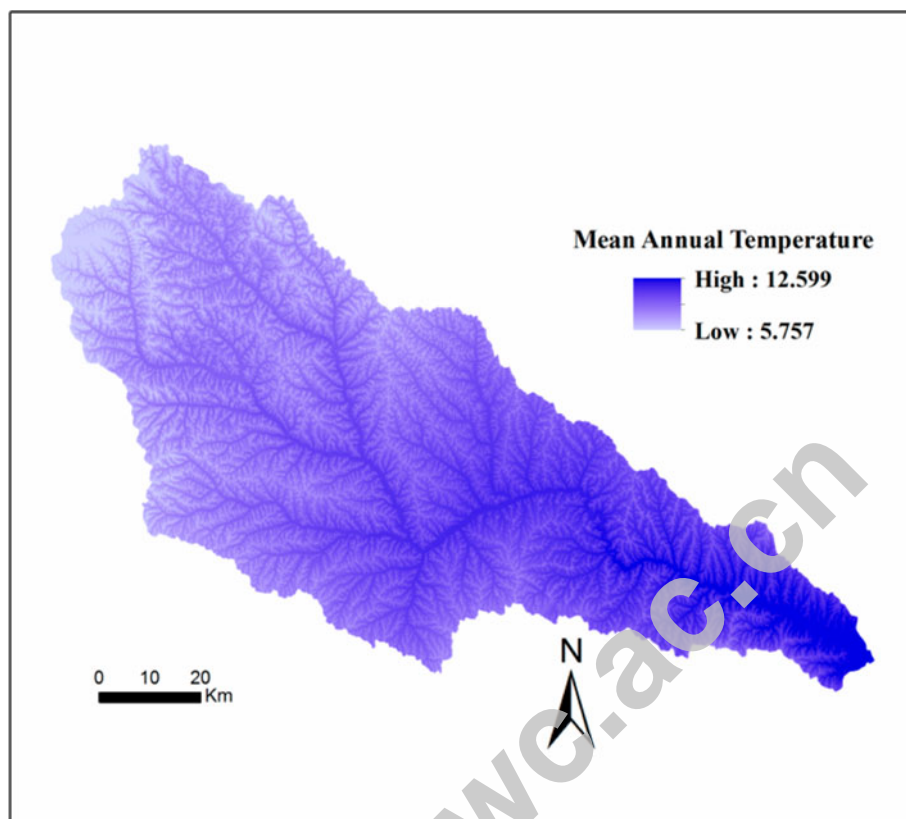 Mean Annual Temperature
High : 12.599
Low : 5.757
N
0 10 20
Km
wc.ac.cn